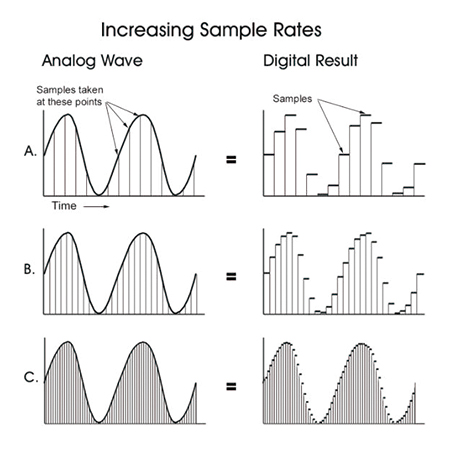 Increasing Sample Rates
Analog Wave
Digital Result
Samples taken
at these points
Samples
A.
=
Time
B.
=
C.
=